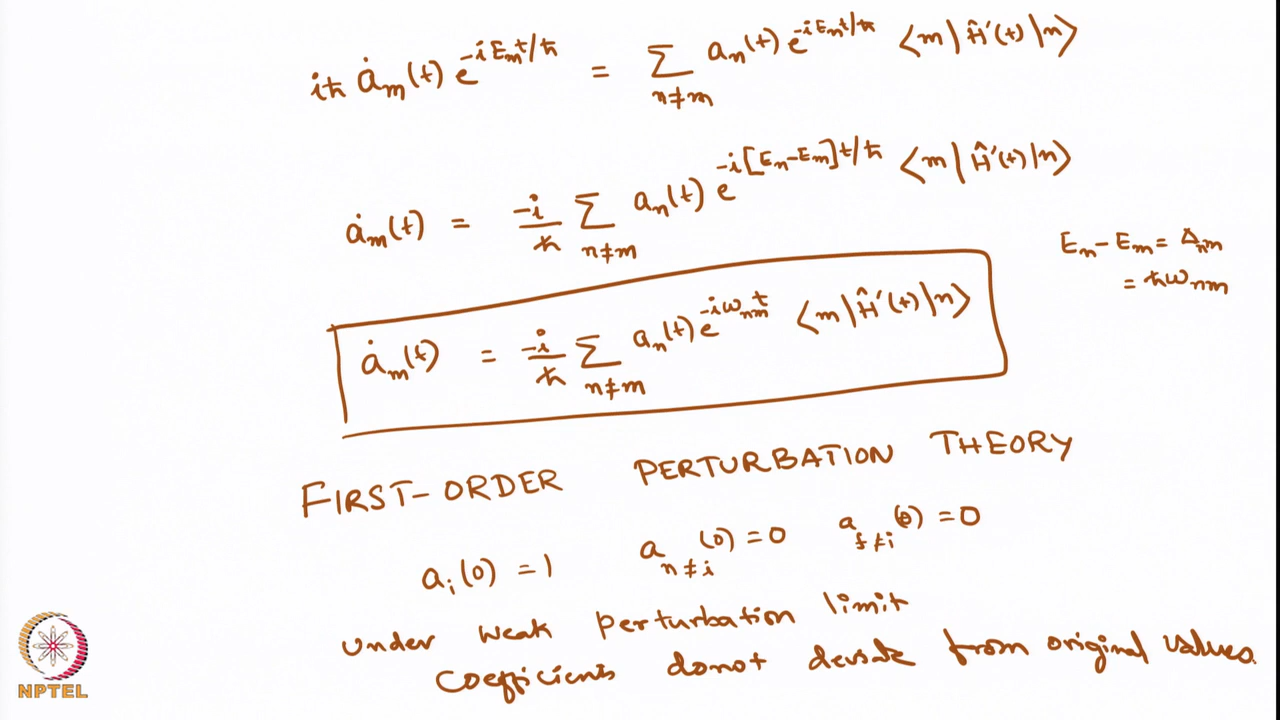 iħ ȧₘ(t) e^{-iEₘt/ħ} = Σ_{n≠m} aₙ(t) e^{-iEₙt/ħ} ⟨m|Ĥ'(t)|n⟩
ȧₘ(t) = -i/ħ Σ_{n≠m} aₙ(t) e^{-i[Eₙ-Eₘ]t/ħ} ⟨m|Ĥ'(t)|n⟩
Eₙ-Eₘ = Δₙₘ
= ħωₙₘ
ȧₘ(t) = -i/ħ Σ_{n≠m} aₙ(t) e^{-iωₙₘt} ⟨m|Ĥ'(t)|n⟩
FIRST-ORDER PERTURBATION THEORY
aᵢ(0) = 1 a_{n≠i}(0) = 0 a_{f≠i}(0) = 0
under weak perturbation limit
coefficients donot deviate from original values.
NPTEL